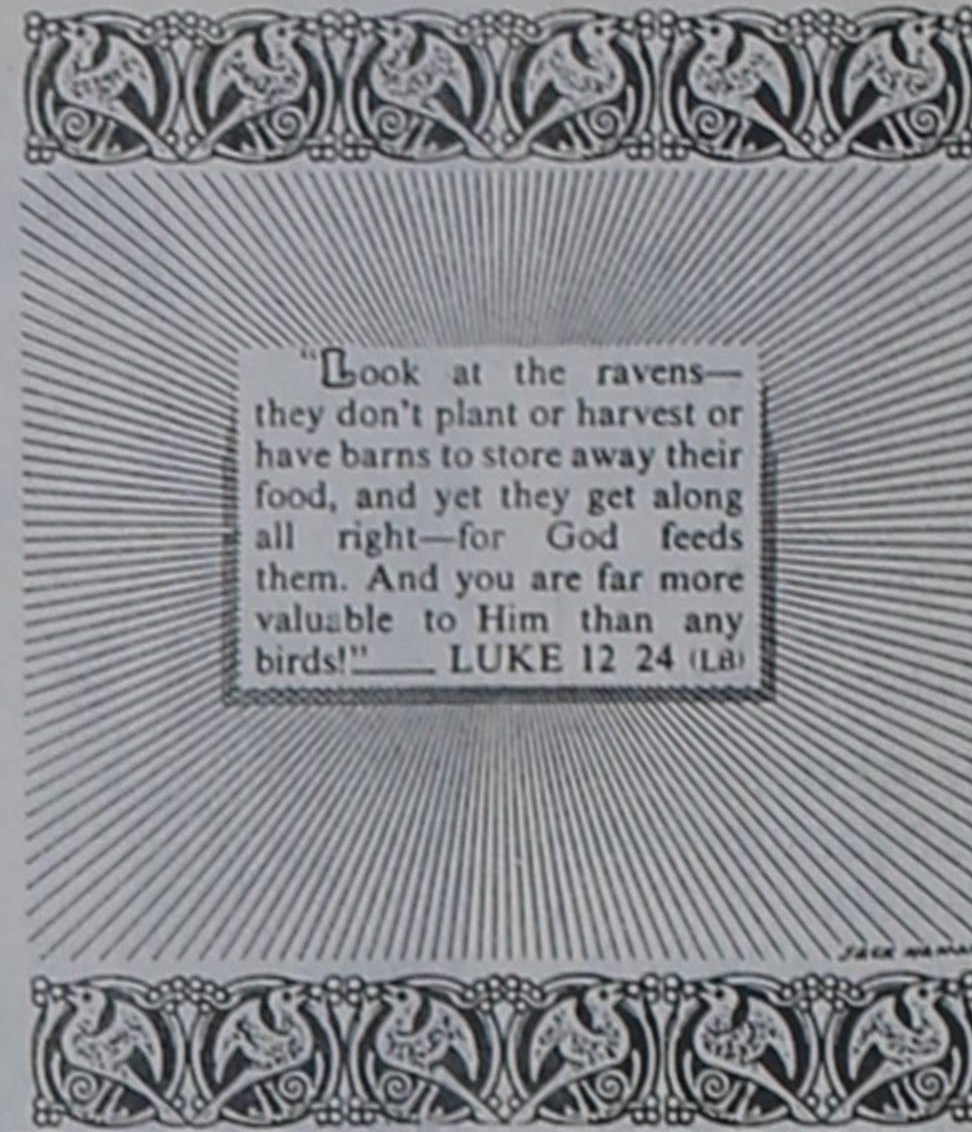 "Look at the ravens—
they don't plant or harvest or
have barns to store away their
food, and yet they get along
all right—for God feeds
them. And you are far more
valuable to Him than any
birds!"___ LUKE 12 24 (LB)
JACK